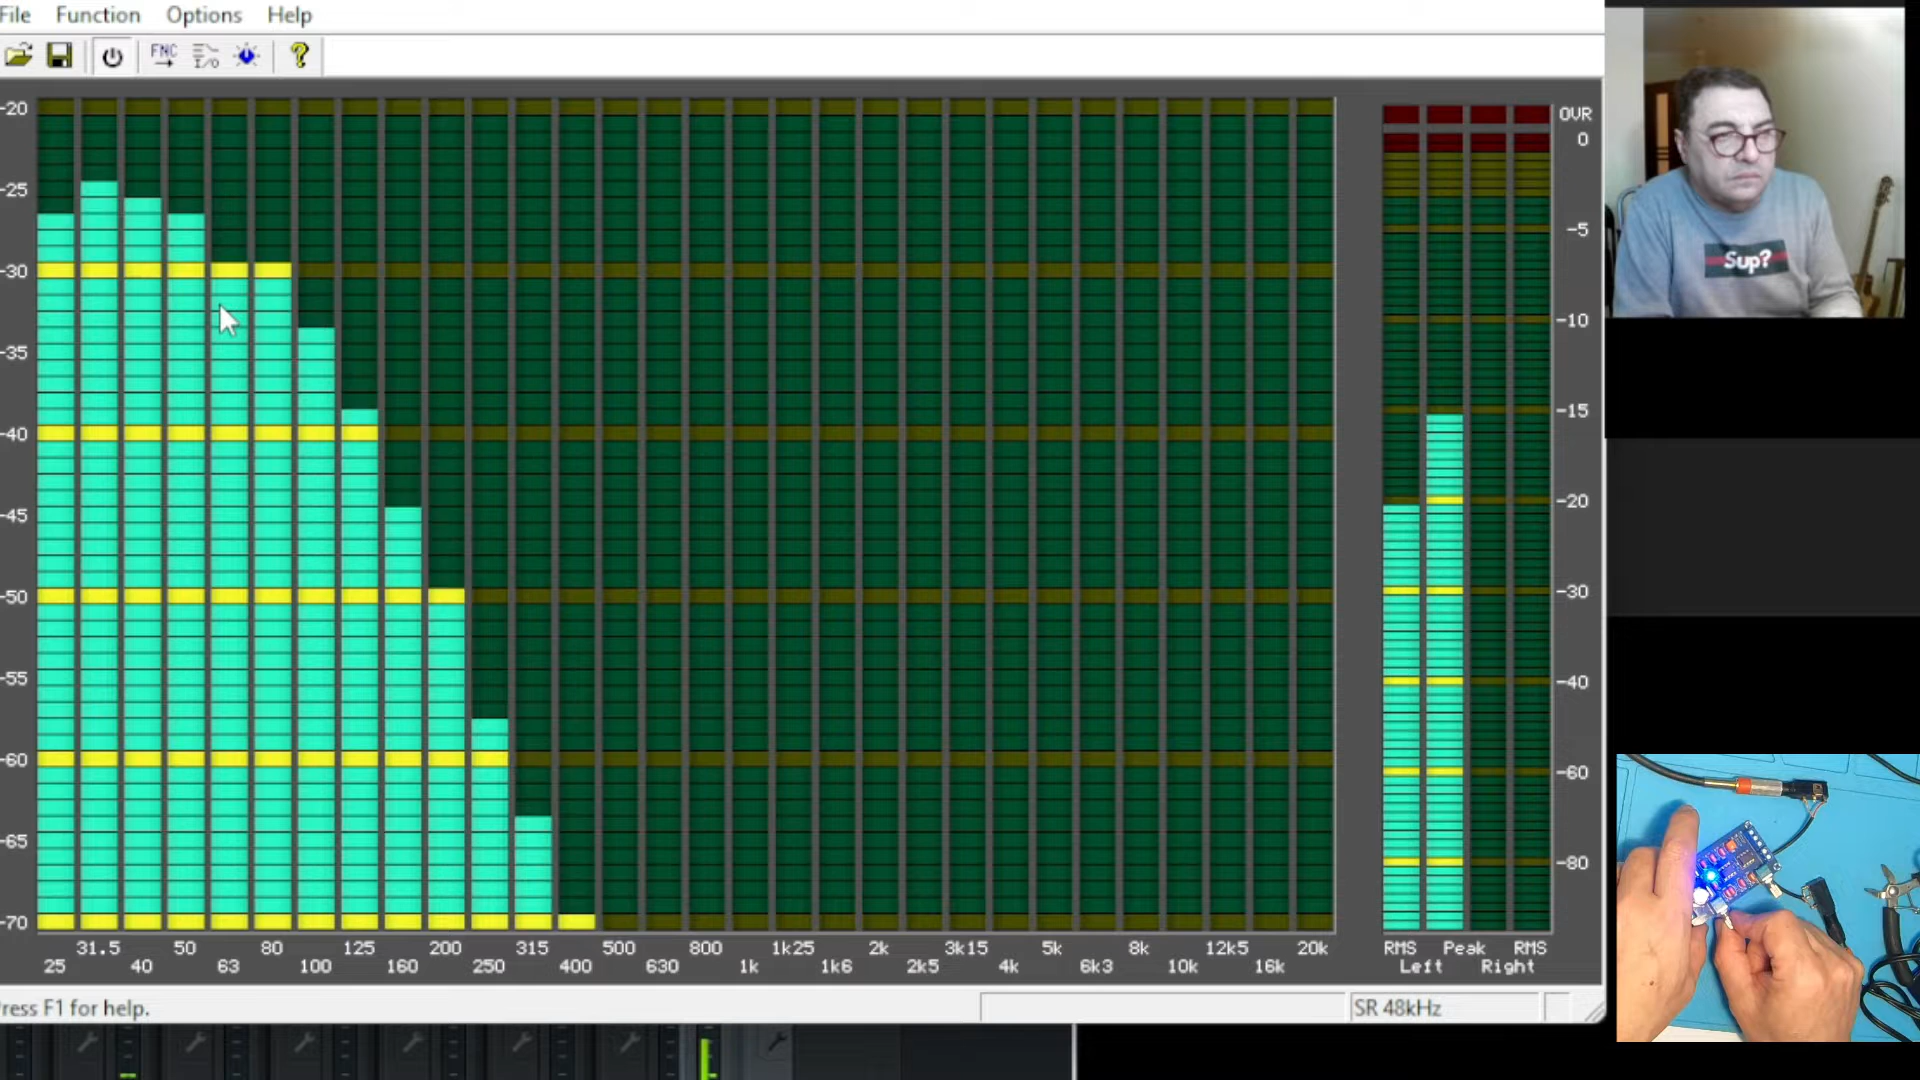 File Function Options Help
FNC
I/O
?
-20
-25
-30
-35
-40
-45
-50
-55
-60
-65
-70
31.5 50 80 125 200 315 500 800 1k25 2k 3k15 5k 8k 12k5 20k
25 40 63 100 160 250 400 630 1k 1k6 2k5 4k 6k3 10k 16k
OVR
0
-5
-10
-15
-20
-30
-40
-60
-80
RMS Peak RMS
Left Right
Press F1 for help.
SR 48kHz
Sup?